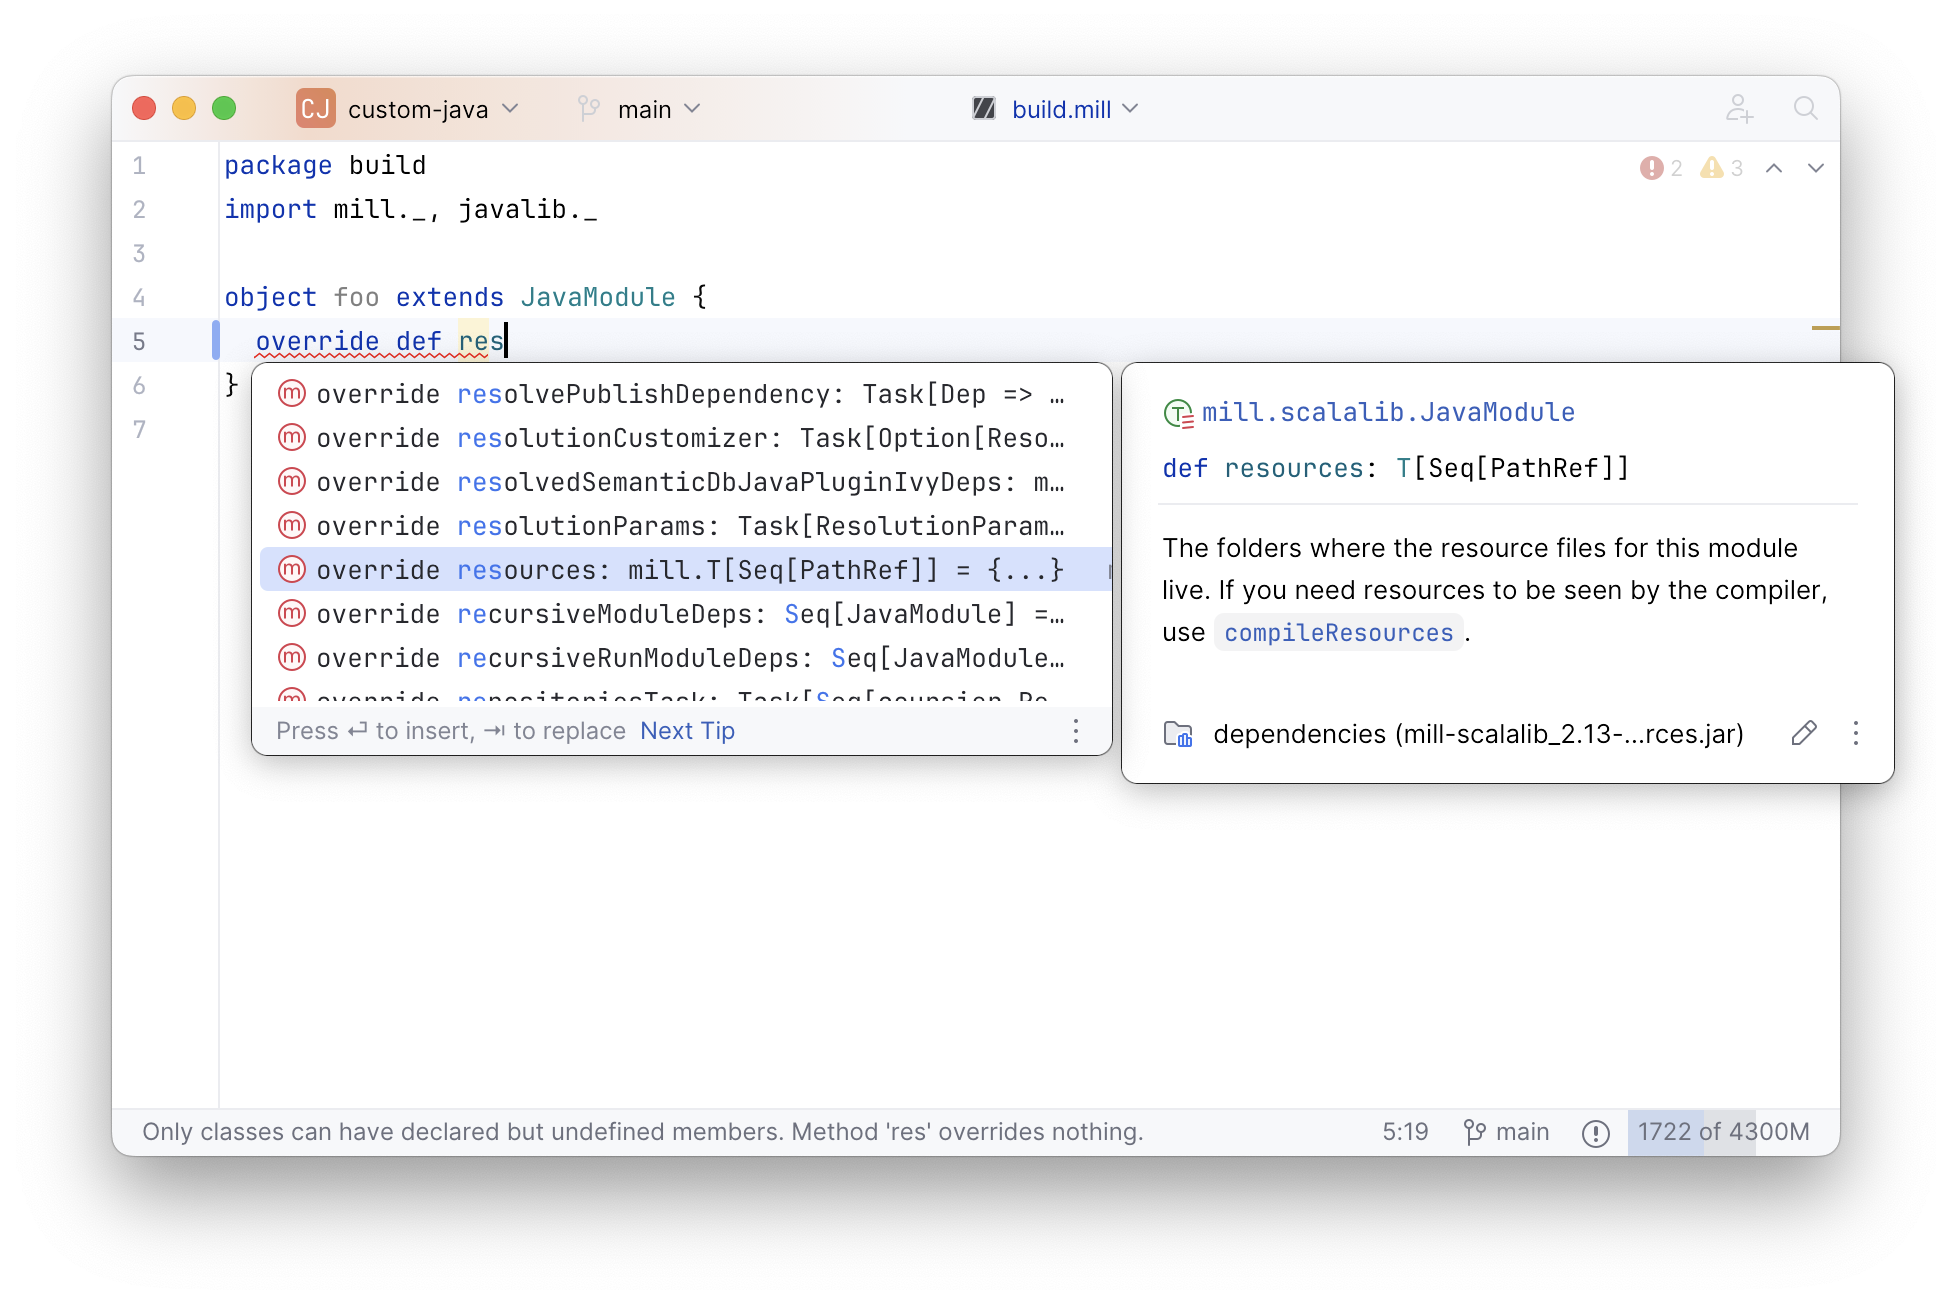 CJ custom-java main build.mill
2 3
1 package build
2 import mill._, javalib._
3
4 object foo extends JavaModule {
5 override def res
6 }
7
override resolvePublishDependency: Task[Dep => …
override resolutionCustomizer: Task[Option[Reso…
override resolvedSemanticDbJavaPluginIvyDeps: m…
override resolutionParams: Task[ResolutionParam…
override resources: mill.T[Seq[PathRef]] = {...}
override recursiveModuleDeps: Seq[JavaModule] =…
override recursiveRunModuleDeps: Seq[JavaModule…
override repositoriesTask: Task[Seq[coursier.Re…
Press ↵ to insert, ⇥ to replace Next Tip
mill.scalalib.JavaModule
def resources: T[Seq[PathRef]]
The folders where the resource files for this module
live. If you need resources to be seen by the compiler,
use compileResources.
dependencies (mill-scalalib_2.13-...rces.jar)
Only classes can have declared but undefined members. Method 'res' overrides nothing. 5:19 main 1722 of 4300M